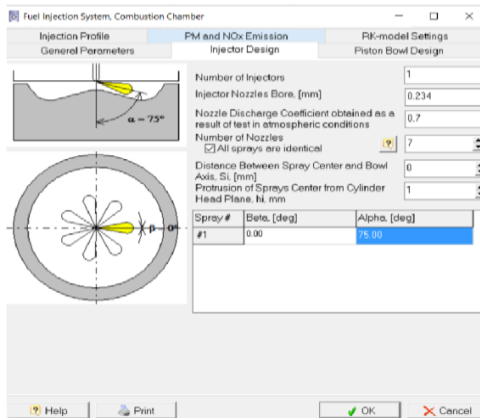 Fuel Injection System, Combustion Chamber
Injection Profile
PM and NOx Emission
RK-model Settings
General Parameters
Injector Design
Piston Bowl Design
α = 75°
Number of Injectors
1
Injector Nozzles Bore, [mm]
0.234
Nozzle Discharge Coefficient obtained as a
result of test in atmospheric conditions
0.7
Number of Nozzles
All sprays are identical
?
7
Distance Between Spray Center and Bowl
Axis, Si, [mm]
0
Protrusion of Sprays Center from Cylinder
Head Plane, hi, mm
1
β = 0°
Spray # Beta, [deg] Alpha, [deg]
#1 0.00 75.00
? Help
Print
OK
Cancel